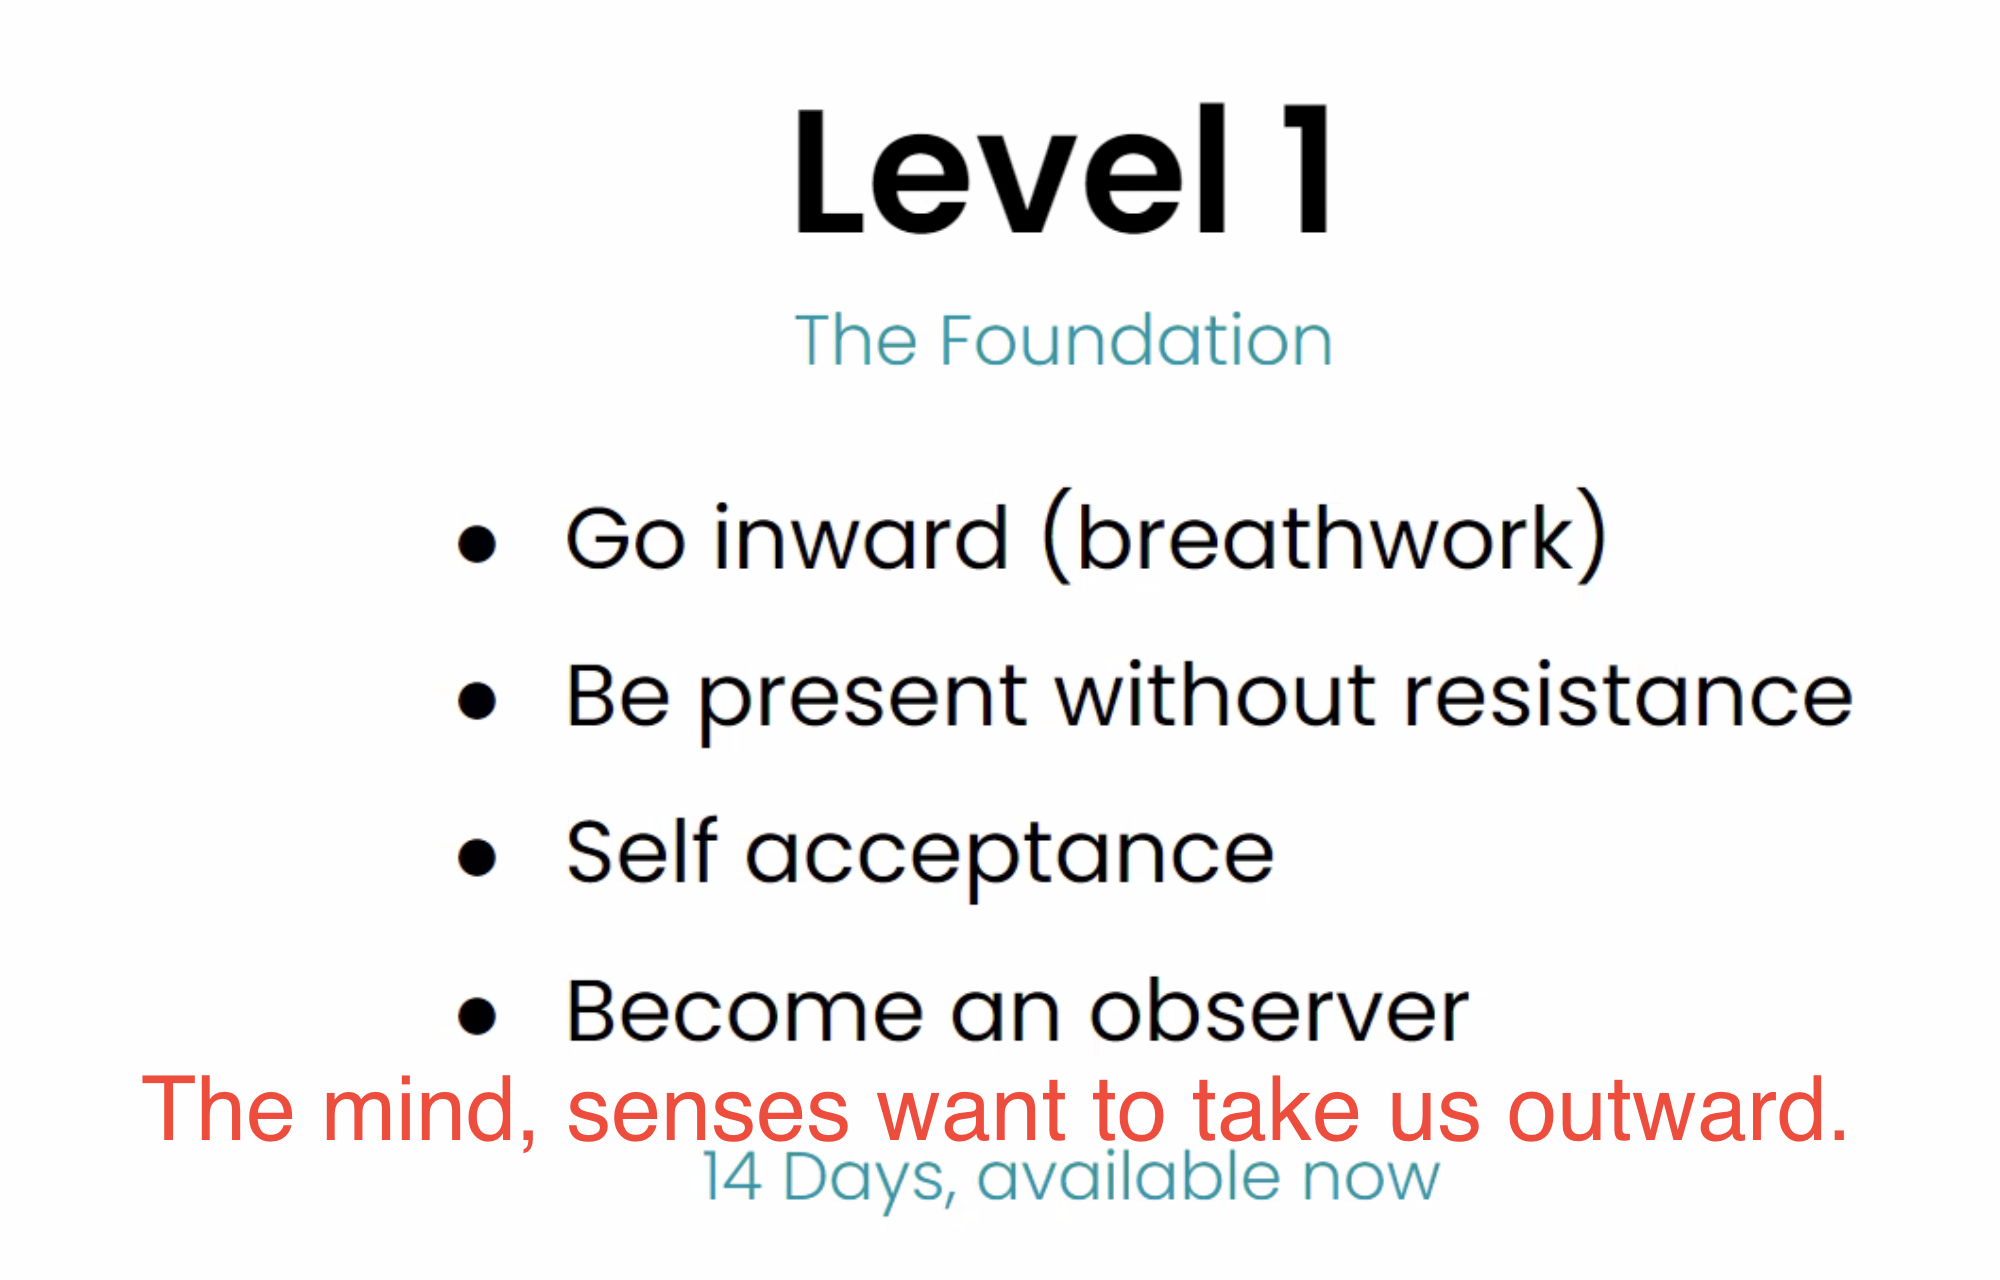 Level 1
The Foundation
● Go inward (breathwork)
● Be present without resistance
● Self acceptance
● Become an observer
The mind, senses want to take us outward.
14 Days, available now